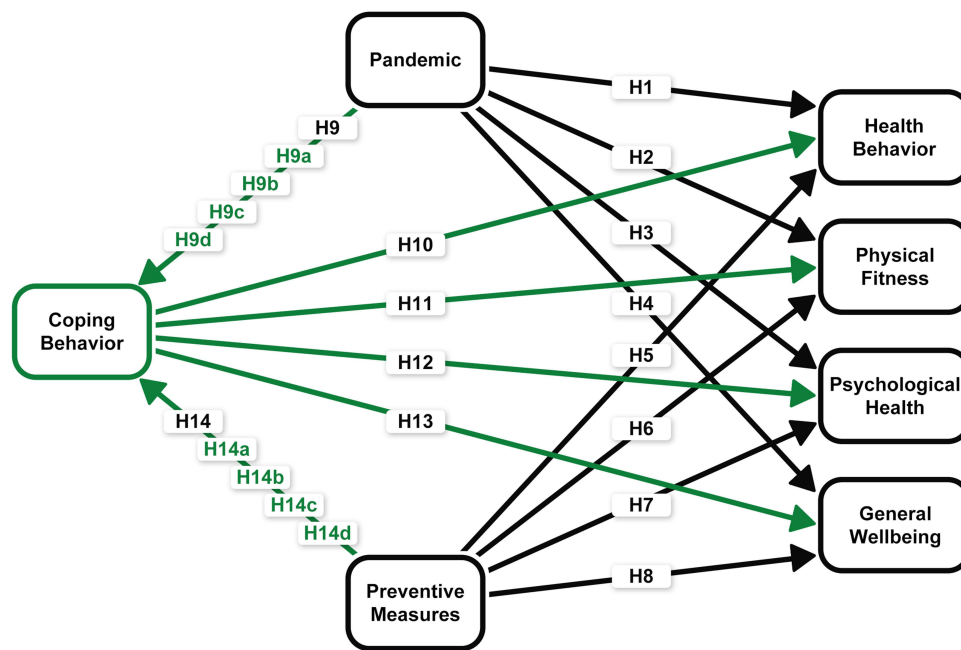 Pandemic
H1
Health
Behavior
H9
H9a
H9b
H9c
H9d
H2
H10
H3
Physical
Fitness
Coping
Behavior
H11
H4
H12
H5
Psychological
Health
H13
H6
H14
H14a
H14b
H14c
H14d
H7
General
Wellbeing
H8
Preventive
Measures